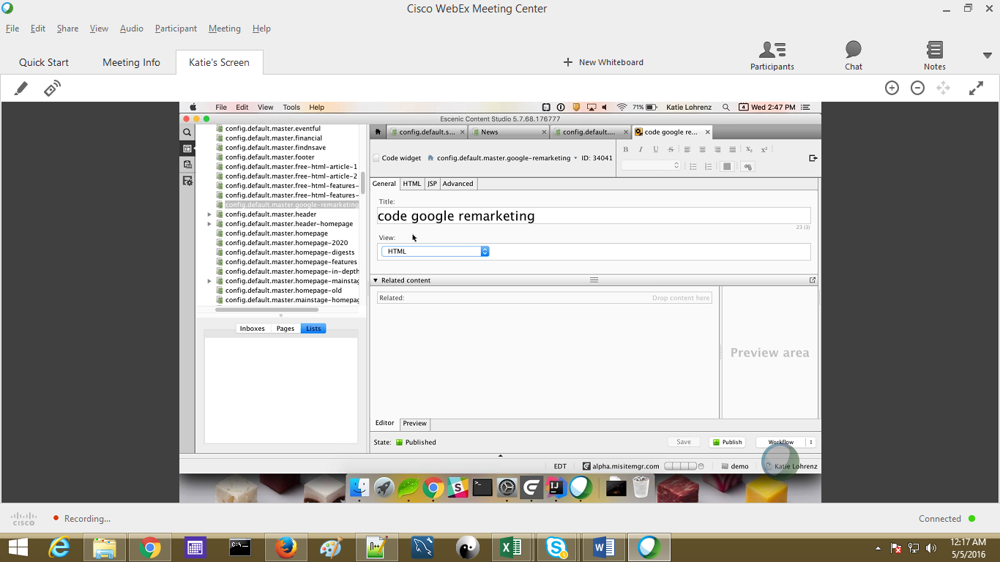 Cisco WebEx Meeting Center
File Edit Share View Audio Participant Meeting Help
Quick Start Meeting Info Katie's Screen New Whiteboard Participants Chat Notes
File Edit View Tools Help 71% Katie Lohrenz 4 Wed 2:47 PM
Escenic Content Studio 5.7.68.176777
config.default.s... News config.default.... code google re...
Code widget config.default.master.google-remarketing ID: 34041
B I U S X₂ X²
config.default.master.eventful
config.default.master.financial
config.default.master.findnsave
config.default.master.footer
config.default.master.free-html-article-1
config.default.master.free-html-article-2
config.default.master.free-html-features-
config.default.master.free-html-features-
config.default.master.google-remarketing
config.default.master.header
config.default.master.header-homepage
config.default.master.homepage
config.default.master.homepage-2020
config.default.master.homepage-digests
config.default.master.homepage-features
config.default.master.homepage-in-depth
config.default.master.homepage-mainstag
config.default.master.homepage-old
config.default.master.mainstage-homepag
Inboxes Pages Lists
General HTML JSP Advanced
Title:
code google remarketing
23 (3)
View:
HTML
Related content
Related: Drop content here
Preview area
Editor Preview
State: Published Save Publish Workflow
EDT alpha.misitemgr.com demo Katie Lohrenz
CISCO Recording... Connected
12:17 AM
5/5/2016